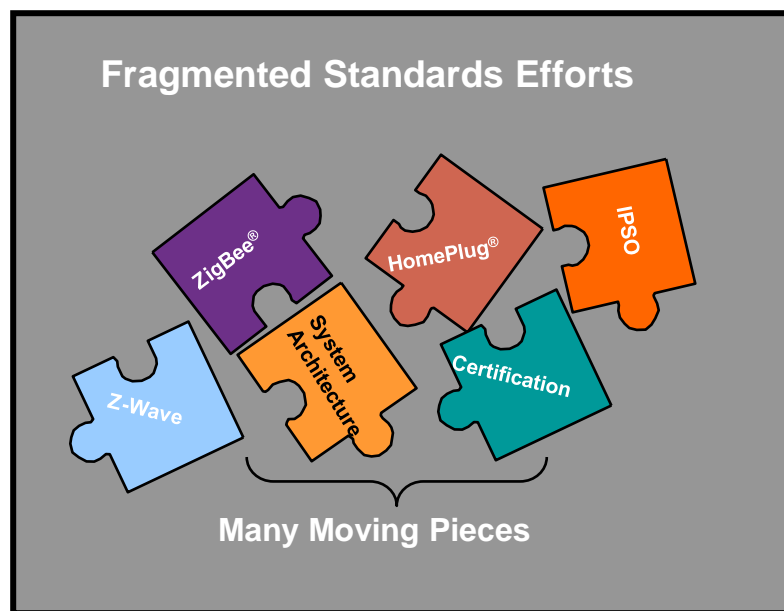 Fragmented Standards Efforts
ZigBee®
HomePlug®
IPSO
System
Architecture
Z-Wave
Certification
Many Moving Pieces